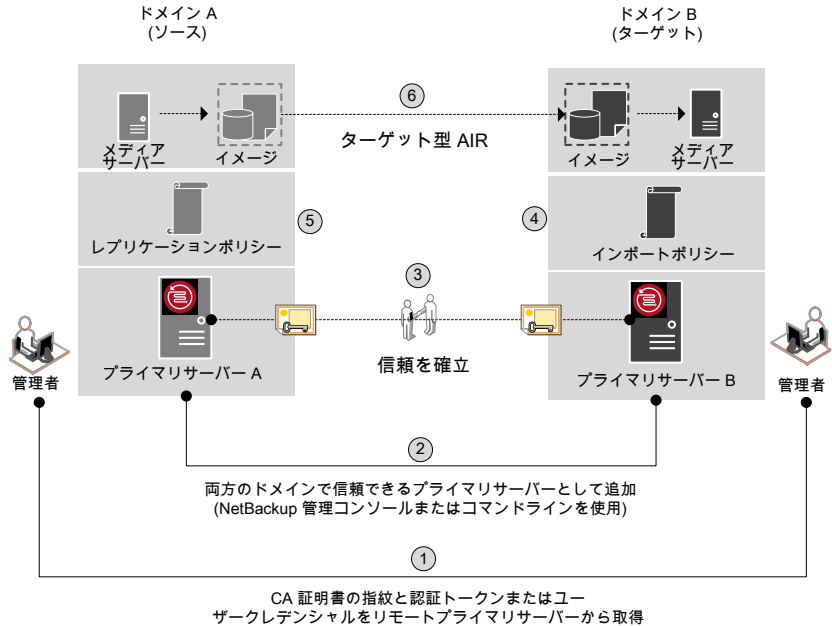 ドメイン A
(ソース)
ドメイン B
(ターゲット)
6
メディア
サーバー
イメージ
ターゲット型 AIR
イメージ
メディア
サーバー
5
4
レプリケーションポリシー
インポートポリシー
3
信頼を確立
管理者
プライマリサーバー A
プライマリサーバー B
管理者
2
両方のドメインで信頼できるプライマリサーバーとして追加
(NetBackup 管理コンソールまたはコマンドラインを使用)
1
CA 証明書の指紋と認証トークンまたはユー
ザークレデンシャルをリモートプライマリサーバーから取得